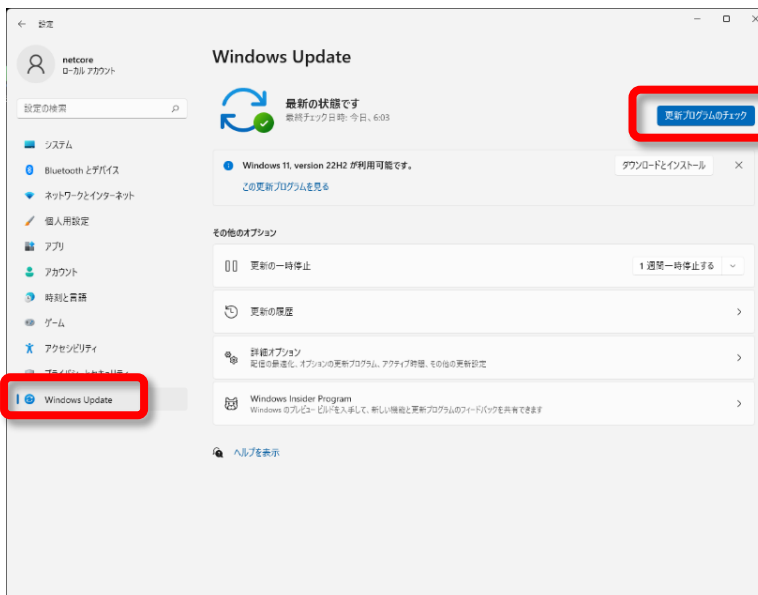 設定
netcore
ローカル アカウント
設定の検索
システム
Bluetooth とデバイス
ネットワークとインターネット
個人用設定
アプリ
アカウント
時刻と言語
ゲーム
アクセシビリティ
プライバシーとセキュリティ
Windows Update
Windows Update
最新の状態です
最終チェック日時: 今日、6:03
更新プログラムのチェック
Windows 11, version 22H2 が利用可能です。
ダウンロードとインストール
この更新プログラムを見る
その他のオプション
更新の一時停止
1 週間一時停止する
更新の履歴
詳細オプション
配信の最適化、オプションの更新プログラム、アクティブ時間、その他の更新設定
Windows Insider Program
Windows のプレビュー ビルドを入手して、新しい機能と更新プログラムのフィードバックを共有できます
ヘルプを表示